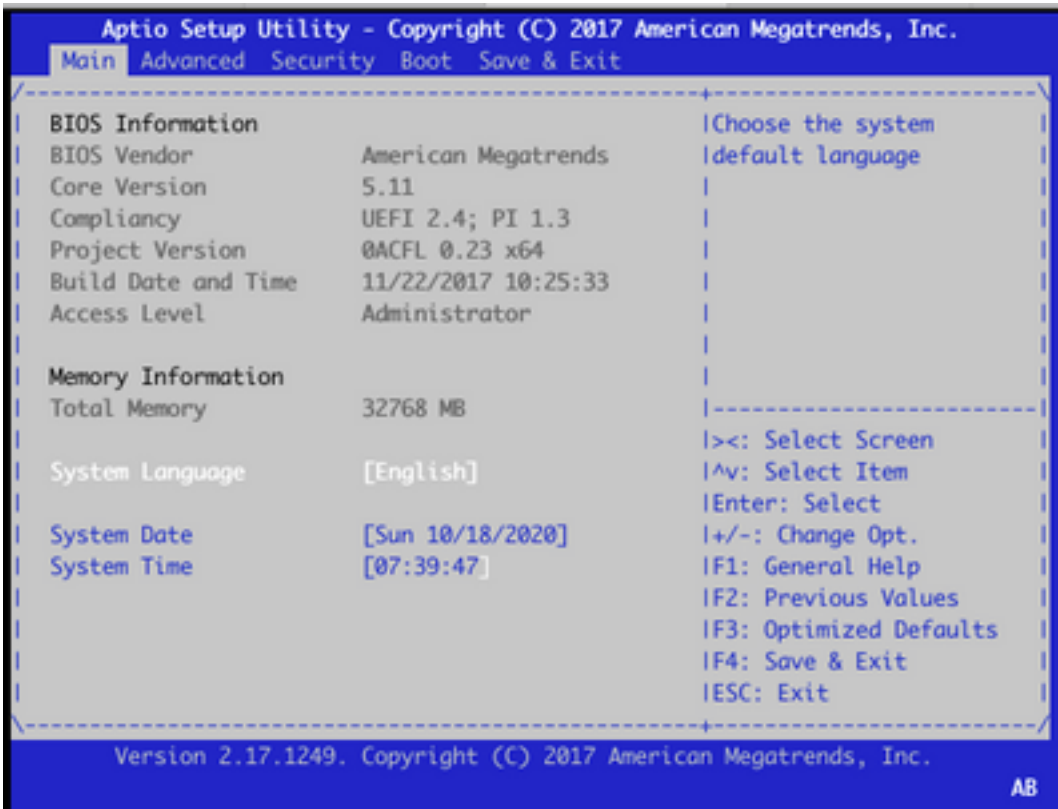 Aptio Setup Utility - Copyright (C) 2017 American Megatrends, Inc.
Main Advanced Security Boot Save & Exit
BIOS Information
BIOS Vendor American Megatrends
Core Version 5.11
Compliancy UEFI 2.4; PI 1.3
Project Version 0ACFL 0.23 x64
Build Date and Time 11/22/2017 10:25:33
Access Level Administrator
Memory Information
Total Memory 32768 MB
System Language [English]
System Date [Sun 10/18/2020]
System Time [07:39:47]
Choose the system
default language
><: Select Screen
^v: Select Item
Enter: Select
+/-: Change Opt.
F1: General Help
F2: Previous Values
F3: Optimized Defaults
F4: Save & Exit
ESC: Exit
Version 2.17.1249. Copyright (C) 2017 American Megatrends, Inc.
AB